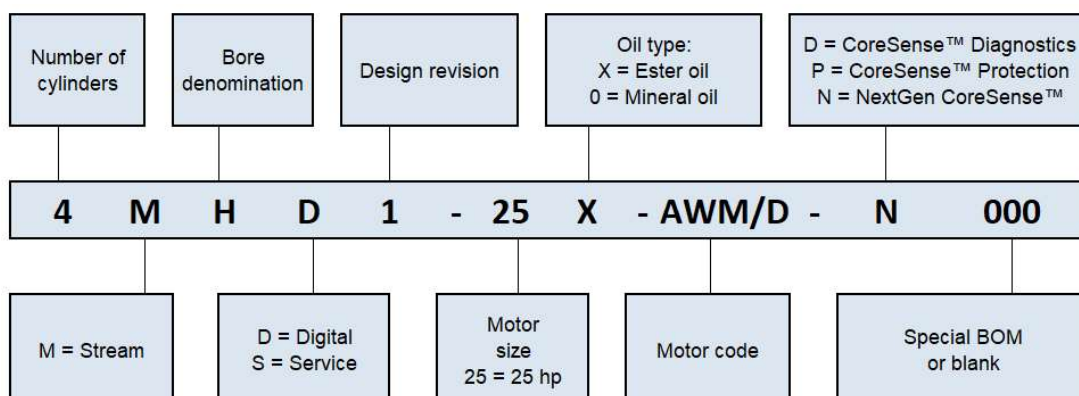 Number of
cylinders
Bore
denomination
Design revision
Oil type:
X = Ester oil
0 = Mineral oil
D = CoreSense™ Diagnostics
P = CoreSense™ Protection
N = NextGen CoreSense™
4 M H D 1 - 25 X - AWM/D - N 000
M = Stream
D = Digital
S = Service
Motor
size
25 = 25 hp
Motor code
Special BOM
or blank